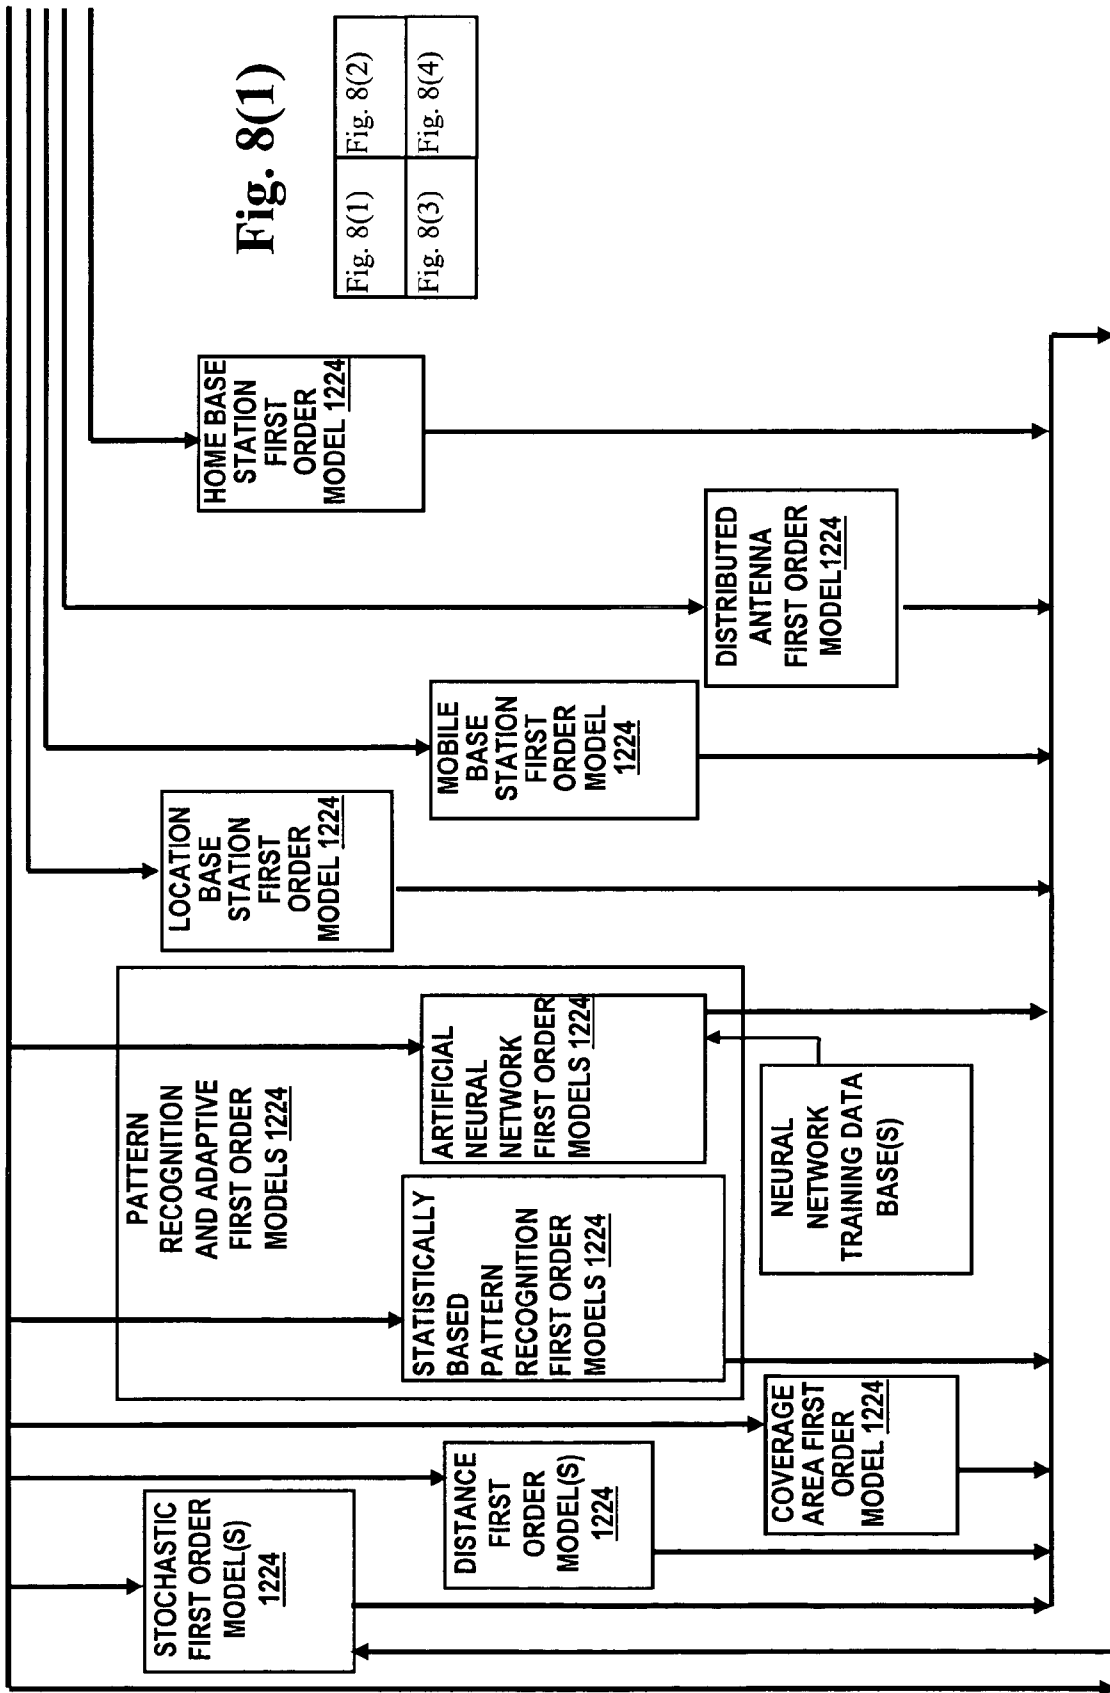 Fig. 8(1)
Fig. 8(1) Fig. 8(2)
Fig. 8(3) Fig. 8(4)
STOCHASTIC
FIRST ORDER
MODEL(S)
1224
DISTANCE
FIRST
ORDER
MODEL(S)
1224
COVERAGE
AREA FIRST
ORDER
MODEL 1224
PATTERN
RECOGNITION
AND ADAPTIVE
FIRST ORDER
MODELS 1224
STATISTICALLY
BASED
PATTERN
RECOGNITION
FIRST ORDER
MODELS 1224
ARTIFICIAL
NEURAL
NETWORK
FIRST ORDER
MODELS 1224
NEURAL
NETWORK
TRAINING DATA
BASE(S)
LOCATION
BASE
STATION
FIRST
ORDER
MODEL 1224
MOBILE
BASE
STATION
FIRST
ORDER
MODEL
1224
DISTRIBUTED
ANTENNA
FIRST ORDER
MODEL1224
HOME BASE
STATION
FIRST
ORDER
MODEL 1224